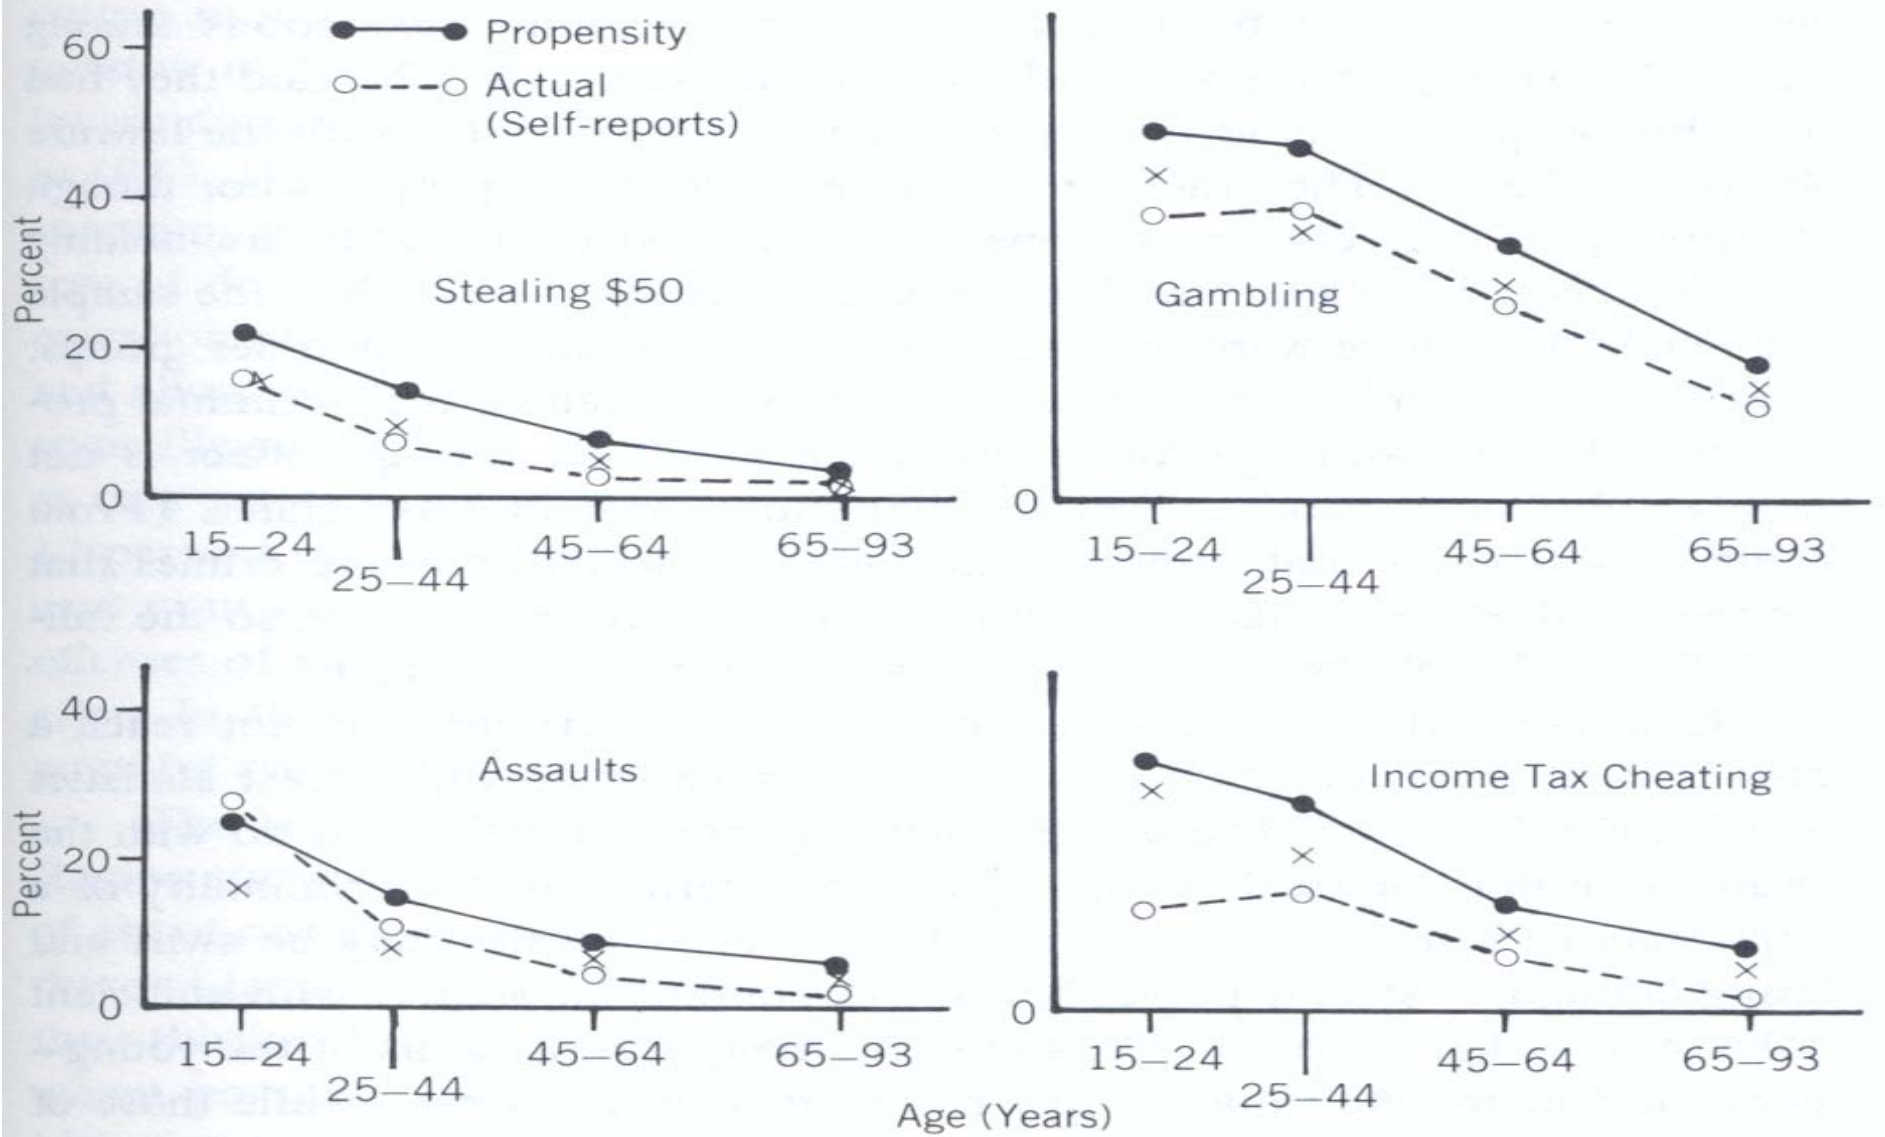 Propensity
Actual
(Self-reports)
60
40
20
0
Percent
Stealing $50
15–24
25–44
45–64
65–93
Gambling
0
15–24
25–44
45–64
65–93
40
20
0
Percent
Assaults
15–24
25–44
45–64
65–93
Income Tax Cheating
0
15–24
25–44
45–64
65–93
Age (Years)